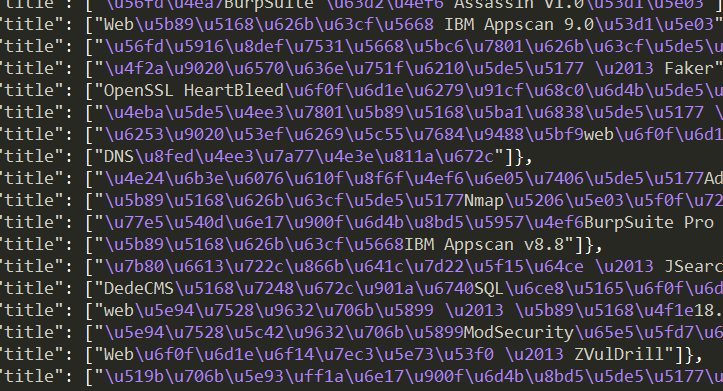 "title": ["\u56fd\u4ea7BurpSuite \u63d2\u4ef6 Assassin V1.0\u53d1\u5e03"]
"title": ["Web\u5b89\u5168\u626b\u63cf\u5668 IBM Appscan 9.0\u53d1\u5e03"
"title": ["\u56fd\u5916\u8def\u7531\u5668\u5bc6\u7801\u626b\u63cf\u5de5\
"title": ["\u4f2a\u9020\u6570\u636e\u751f\u6210\u5de5\u5177 \u2013 Faker"
"title": ["OpenSSL HeartBleed\u6f0f\u6d1e\u6279\u91cf\u68c0\u6d4b\u5de5\u
"title": ["\u4eba\u5de5\u4ee3\u7801\u5b89\u5168\u5ba1\u6838\u5de5\u5177 \
"title": ["\u6253\u9020\u53ef\u6269\u5c55\u7684\u9488\u5bf9web\u6f0f\u6d1
"title": ["DNS\u8fed\u4ee3\u7a77\u4e3e\u811a\u672c"]},
"title": ["\u4e24\u6b3e\u6076\u610f\u8f6f\u4ef6\u6e05\u7406\u5de5\u5177Ad
"title": ["\u5b89\u5168\u626b\u63cf\u5de5\u5177Nmap\u5206\u5e03\u5f0f\u72
"title": ["\u77e5\u540d\u6e17\u900f\u6d4b\u8bd5\u5957\u4ef6BurpSuite Pro
"title": ["\u5b89\u5168\u626b\u63cf\u5668IBM Appscan v8.8"]},
"title": ["\u7b80\u6613\u722c\u866b\u641c\u7d22\u5f15\u64ce \u2013 JSearc
"title": ["DedeCMS\u5168\u7248\u672c\u901a\u6740SQL\u6ce8\u5165\u6f0f\u6d
"title": ["web\u5e94\u7528\u9632\u706b\u5899 \u2013 \u5b89\u5168\u4f1e18.
"title": ["\u5e94\u7528\u5c42\u9632\u706b\u5899ModSecurity\u65e5\u5fd7\u6
"title": ["Web\u6f0f\u6d1e\u6f14\u7ec3\u5e73\u53f0 \u2013 ZVulDrill"]},
"title": ["\u519b\u706b\u5e93\uff1a\u6e17\u900f\u6d4b\u8bd5\u5de5\u5177\u